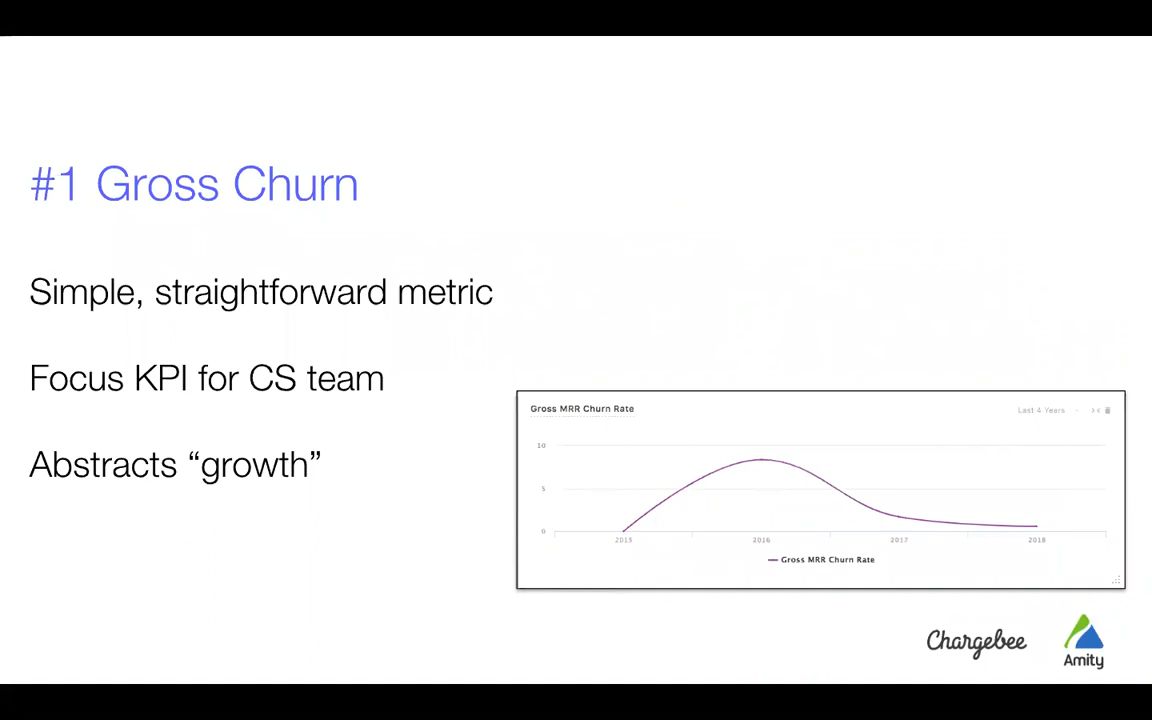 #1 Gross Churn
Simple, straightforward metric
Focus KPI for CS team
Abstracts “growth”
Gross MRR Churn Rate
Last 4 Years
10
5
0
2015 2016 2017 2018
Gross MRR Churn Rate
Chargebee
Amity